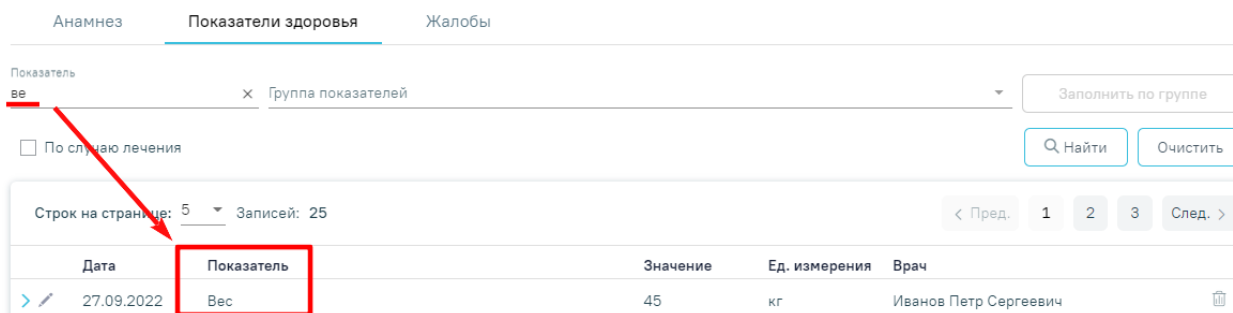 Анамнез Показатели здоровья Жалобы
Показатель
ве × Группа показателей Заполнить по группе
По случаю лечения Найти Очистить
Строк на странице: 5 Записей: 25 < Пред. 1 2 3 След. >
Дата Показатель Значение Ед. измерения Врач
27.09.2022 Вес 45 кг Иванов Петр Сергеевич